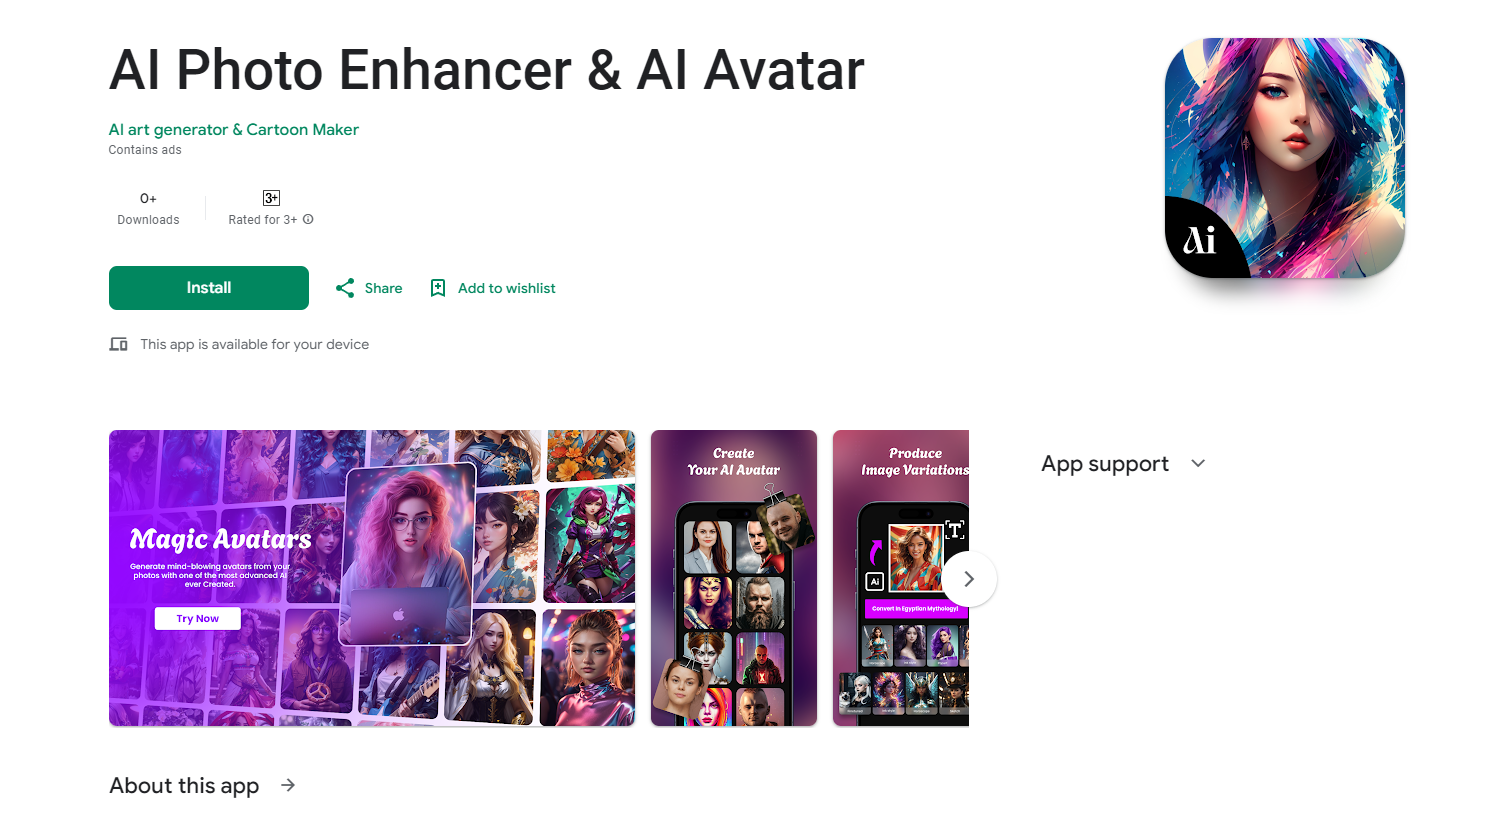 AI Photo Enhancer & AI Avatar
AI art generator & Cartoon Maker
Contains ads
0+
Downloads
3+
Rated for 3+
Install
Share
Add to wishlist
This app is available for your device
Ai
Magic Avatars
Generate mind-blowing avatars from your
photos with one of the most advanced AI
ever Created.
Try Now
Create
Your AI Avatar
Produce
Image Variations
T
Ai
Convert in Egyptian Mythology!
App support
About this app